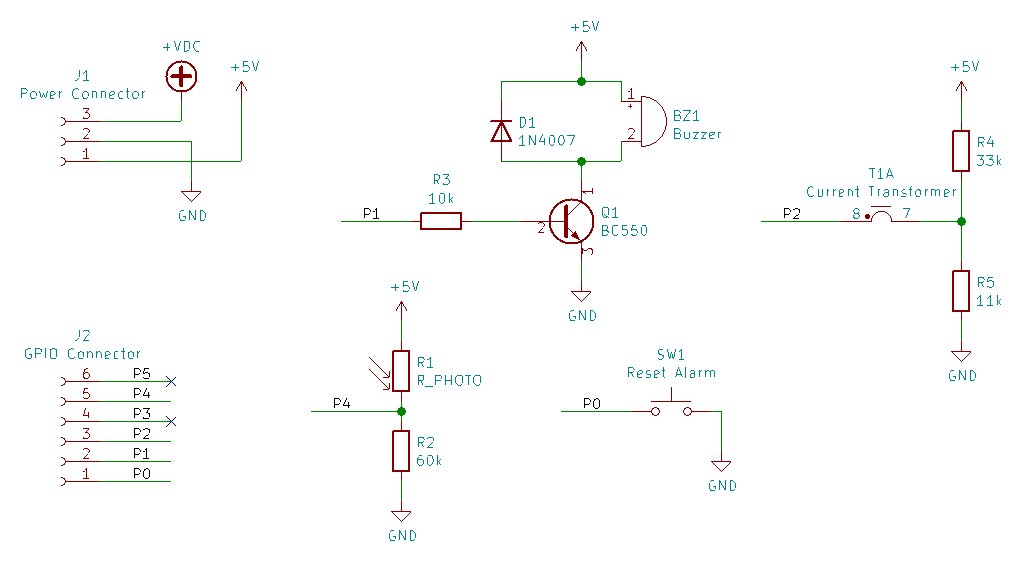 +VDC
+5V
J1
Power Connector
3
2
1
GND
+5V
1
+
2
BZ1
Buzzer
D1
1N4007
R3
10k
P1
1
2
3
Q1
BC550
GND
+5V
R4
33k
T1A
Current Transformer
P2
8
7
R5
11k
GND
J2
GPIO Connector
6 P5
5 P4
4 P3
3 P2
2 P1
1 P0
+5V
R1
R_PHOTO
P4
R2
60k
GND
SW1
Reset Alarm
P0
GND